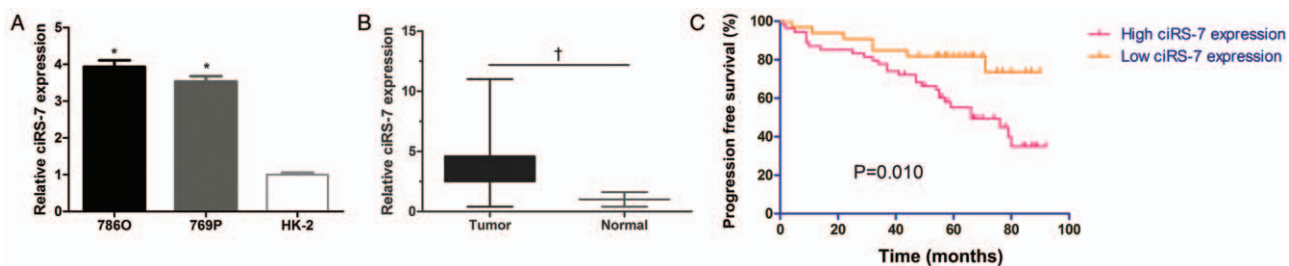 A
Relative ciRS-7 expression
5
4
3
2
1
0
*
*
786O
769P
HK-2
B
Relative ciRS-7 expression
15
10
5
0
†
Tumor
Normal
C
Progression free survival (%)
100
80
60
40
20
0
P=0.010
0
20
40
60
80
100
Time (months)
High ciRS-7 expression
Low ciRS-7 expression